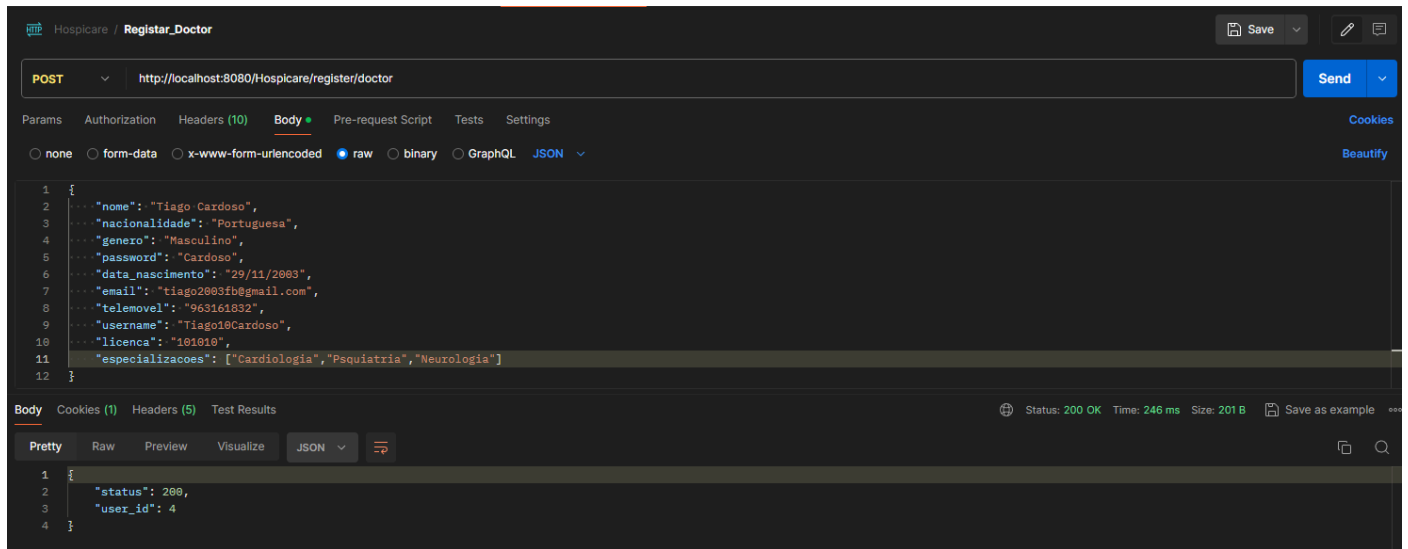 HTTP Hospicare / Registar_Doctor Save
POST http://localhost:8080/Hospicare/register/doctor Send
Params Authorization Headers (10) Body Pre-request Script Tests Settings Cookies
none form-data x-www-form-urlencoded raw binary GraphQL JSON Beautify
1 {
2 "nome": "Tiago Cardoso",
3 "nacionalidade": "Portuguesa",
4 "genero": "Masculino",
5 "password": "Cardoso",
6 "data_nascimento": "29/11/2003",
7 "email": "tiago2003fb@gmail.com",
8 "telemovel": "963161832",
9 "username": "Tiago10Cardoso",
10 "licenca": "101010",
11 "especializacoes": ["Cardiologia","Psquiatria","Neurologia"]
12 }
Body Cookies (1) Headers (5) Test Results Status: 200 OK Time: 246 ms Size: 201 B Save as example
Pretty Raw Preview Visualize JSON
1 {
2 "status": 200,
3 "user_id": 4
4 }